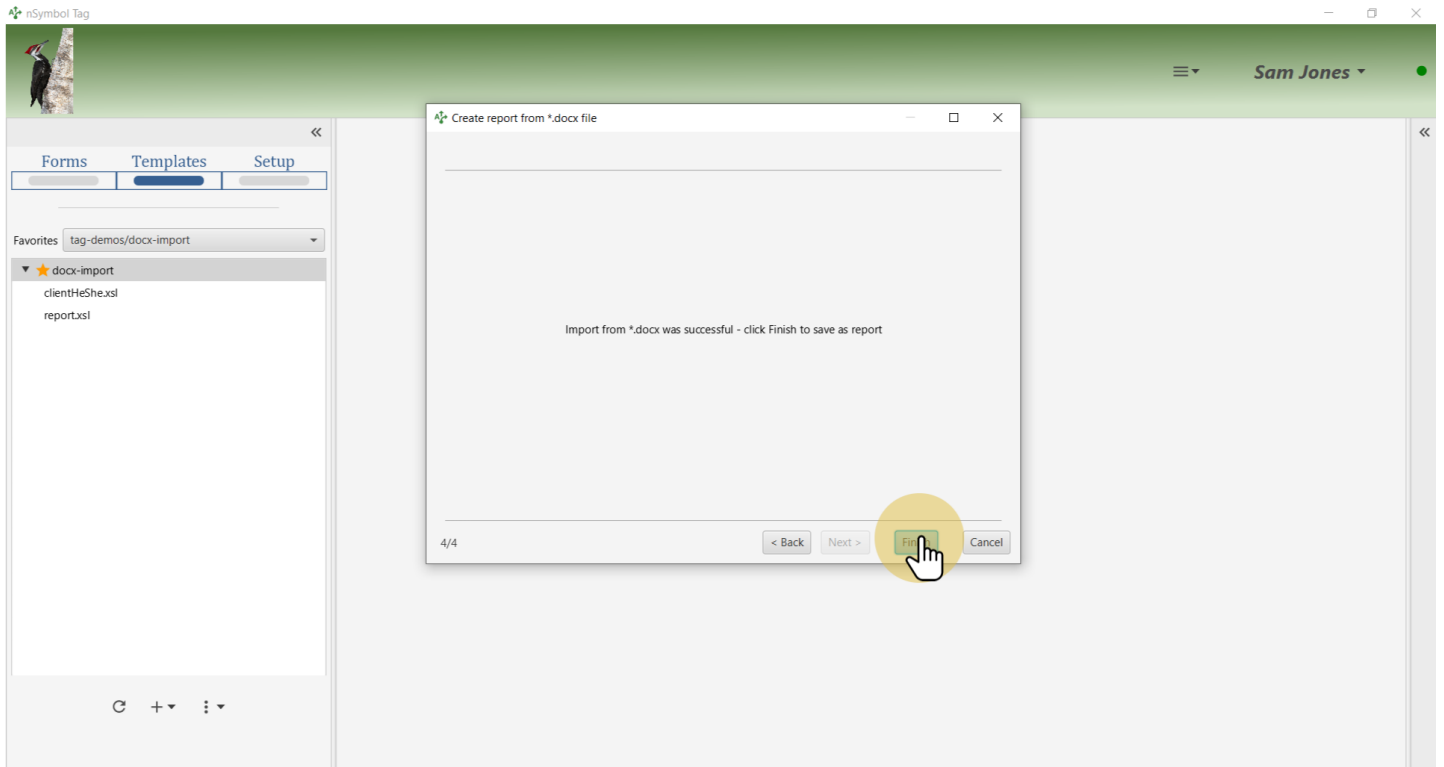 nSymbol Tag
Sam Jones
Create report from *.docx file
Forms Templates Setup
Favorites tag-demos/docx-import
docx-import
clientHeShe.xsl
report.xsl
Import from *.docx was successful - click Finish to save as report
4/4 < Back Next > Cancel